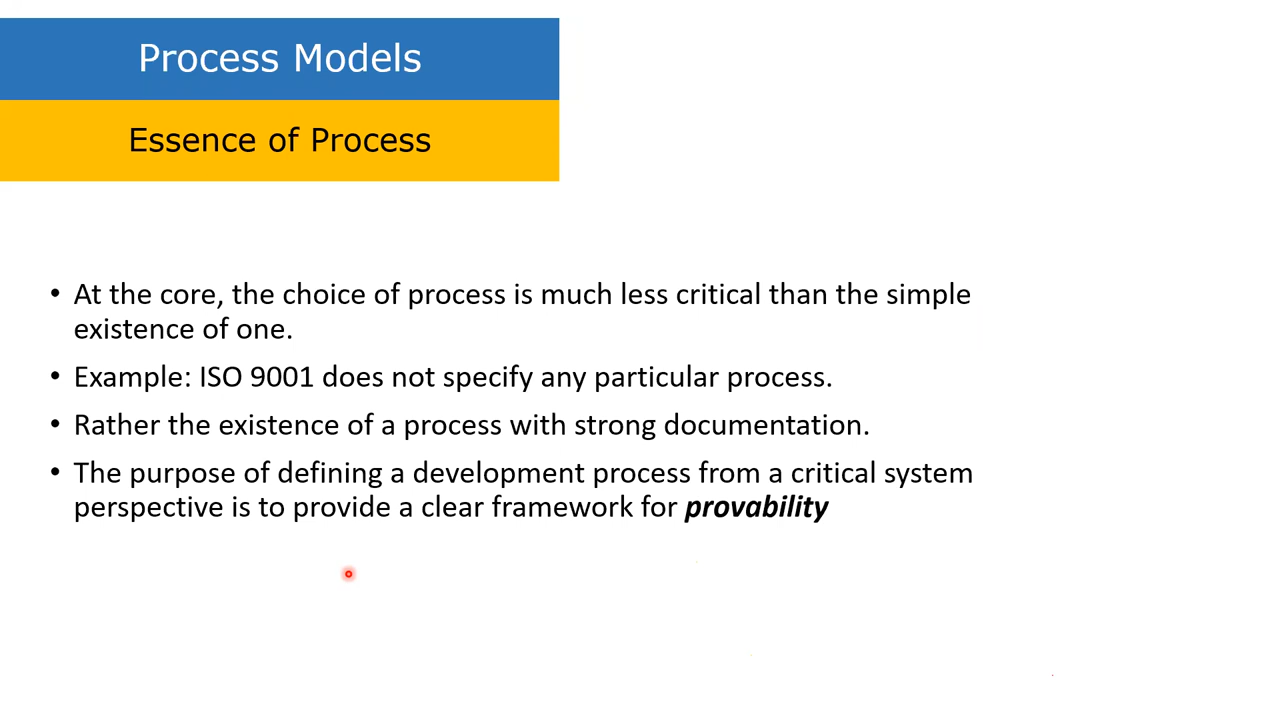 Process Models
Essence of Process
• At the core, the choice of process is much less critical than the simple
existence of one.
• Example: ISO 9001 does not specify any particular process.
• Rather the existence of a process with strong documentation.
• The purpose of defining a development process from a critical system
perspective is to provide a clear framework for provability